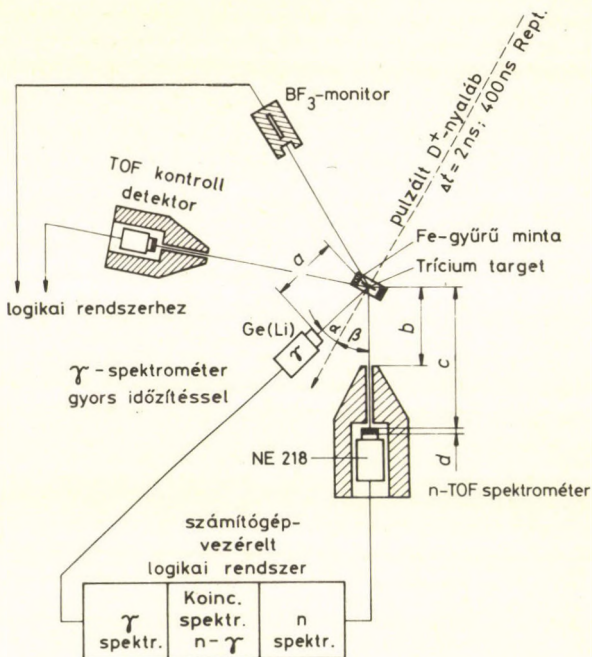 BF₃-monitor
pulzált D⁺-nyaláb
Δt = 2ns; 400ns Rept.
TOF kontroll
detektor
Fe-gyűrű minta
Trícium target
a
logikai rendszerhez
Ge(Li)
α
β
b
c
γ
γ - spektrométer
gyors időzítéssel
d
NE 218
n-TOF spektrométer
számítógép-
vezérelt
logikai rendszer
γ
spektr.
Koinc.
spektr.
n - γ
n
spektr.